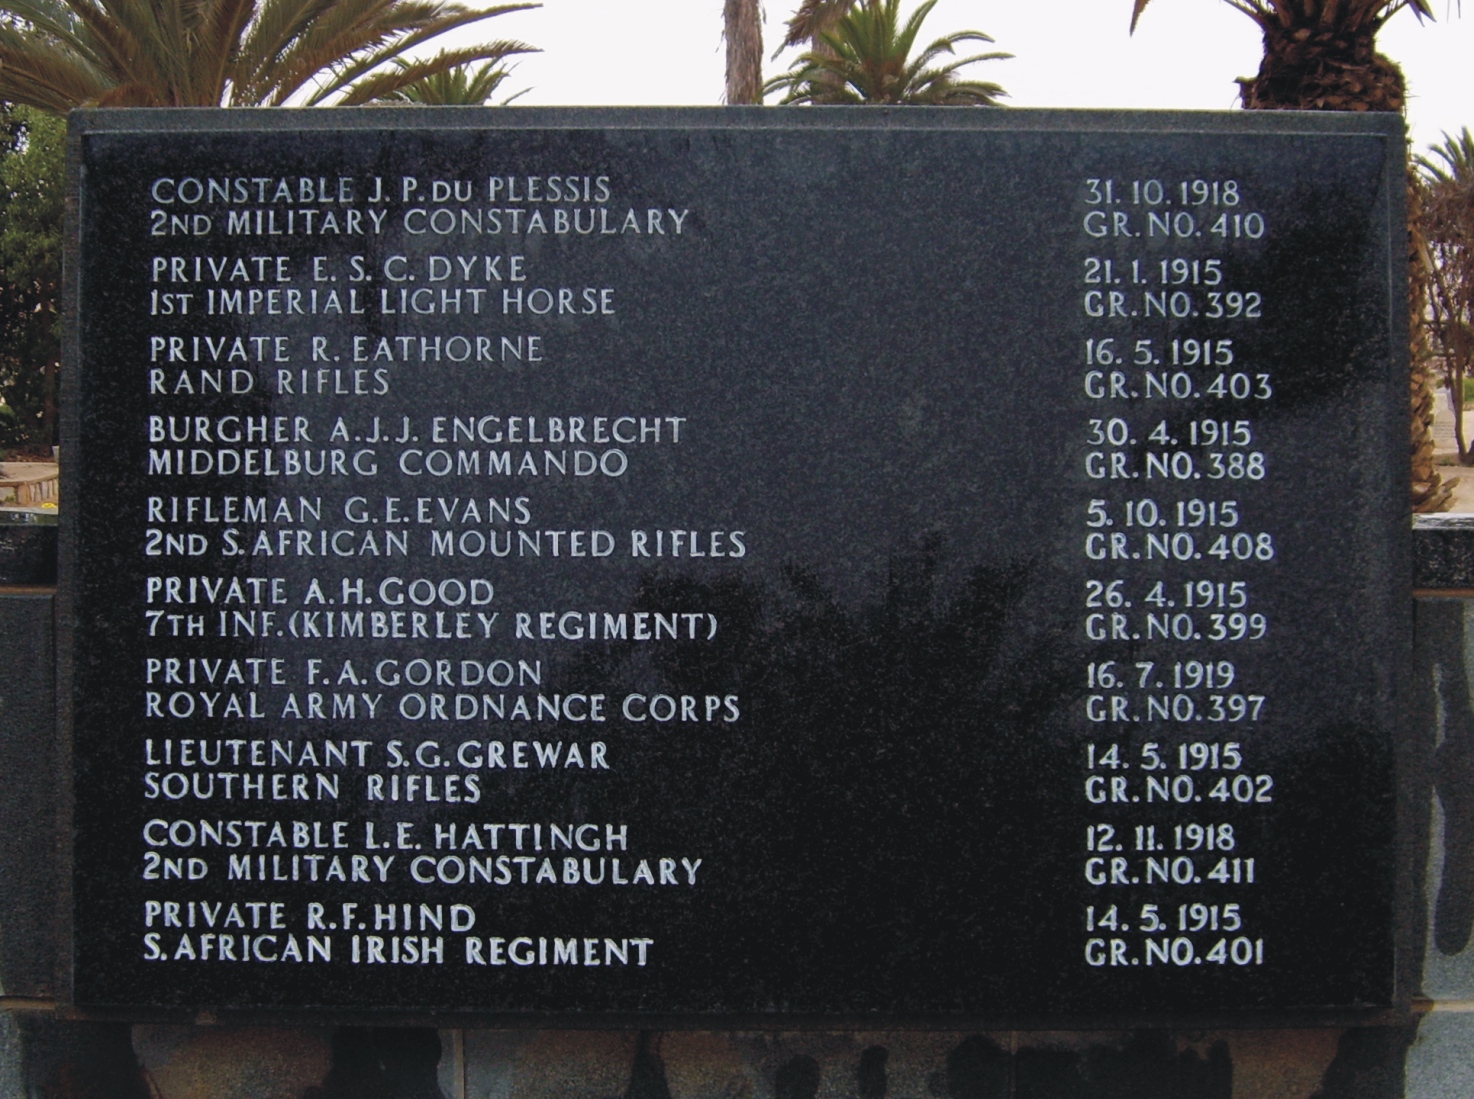 CONSTABLE J. P. DU PLESSIS 31. 10. 1918
2ND MILITARY CONSTABULARY GR. NO. 410
PRIVATE E. S. C. DYKE 21. 1. 1915
1ST IMPERIAL LIGHT HORSE GR. NO. 392
PRIVATE R. EATHORNE 16. 5. 1915
RAND RIFLES GR. NO. 403
BURGHER A.J.J. ENGELBRECHT 30. 4. 1915
MIDDELBURG COMMANDO GR. NO. 388
RIFLEMAN G.E. EVANS 5. 10. 1915
2ND S. AFRICAN MOUNTED RIFLES GR. NO. 408
PRIVATE A.H. GOOD 26. 4. 1915
7TH INF. (KIMBERLEY REGIMENT) GR. NO. 399
PRIVATE F. A. GORDON 16. 7. 1919
ROYAL ARMY ORDNANCE CORPS GR. NO. 397
LIEUTENANT S.G. GREWAR 14. 5. 1915
SOUTHERN RIFLES GR. NO. 402
CONSTABLE L.E. HATTINGH 12. 11. 1918
2ND MILITARY CONSTABULARY GR. NO. 411
PRIVATE R.F. HIND 14. 5. 1915
S. AFRICAN IRISH REGIMENT GR. NO. 401